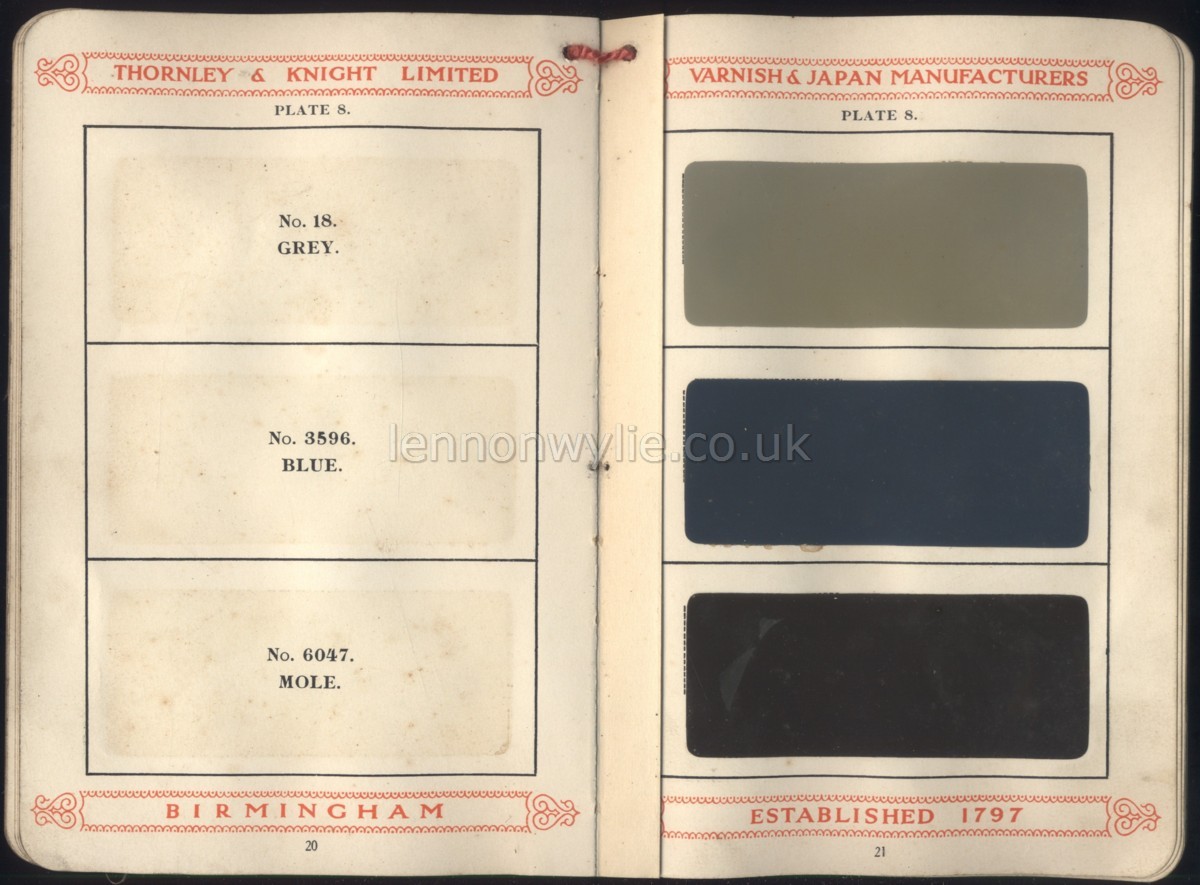 THORNLEY & KNIGHT LIMITED
PLATE 8.
No. 18.
GREY.
No. 3596.
BLUE.
No. 6047.
MOLE.
BIRMINGHAM
20
VARNISH & JAPAN MANUFACTURERS
PLATE 8.
ESTABLISHED 1797
21
lennonwylie.co.uk